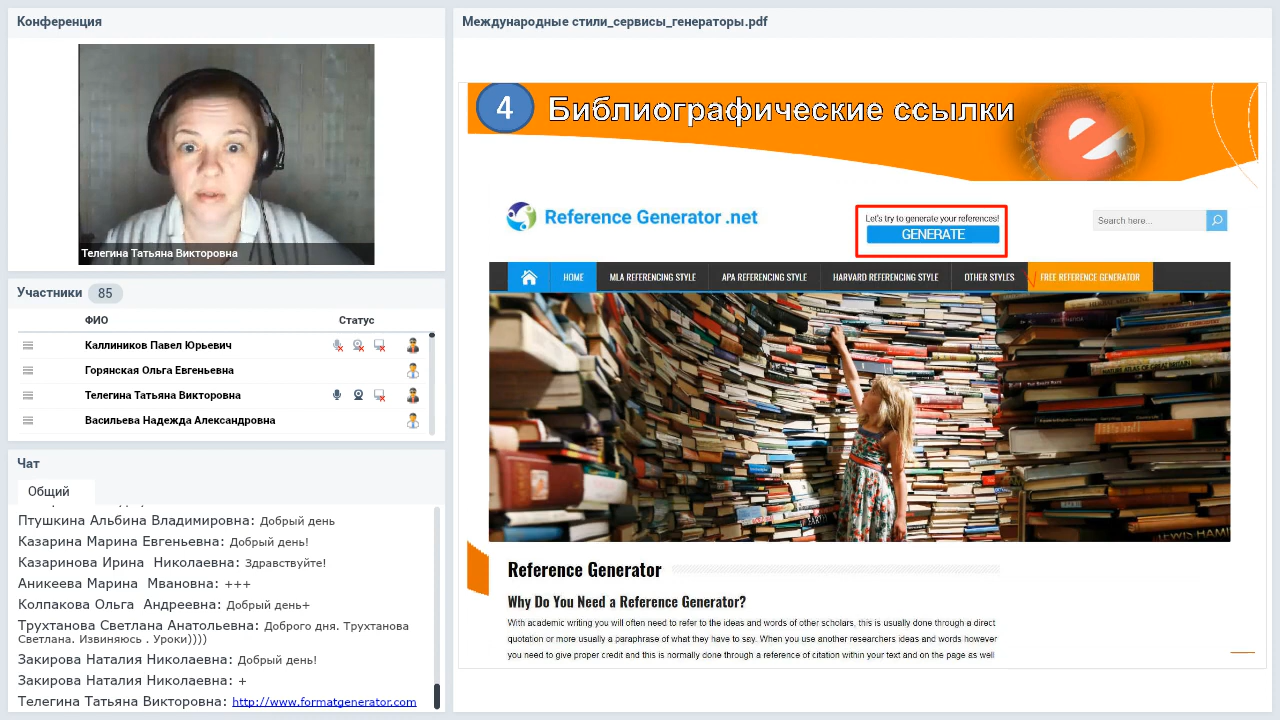 Конференция
Телегина Татьяна Викторовна
Участники 85
ФИО Статус
Каллиников Павел Юрьевич
Горянская Ольга Евгеньевна
Телегина Татьяна Викторовна
Васильева Надежда Александровна
Чат
Общий
Птушкина Альбина Владимировна: Добрый день
Казарина Марина Евгеньевна: Добрый день!
Казаринова Ирина Николаевна: Здравствуйте!
Аникеева Марина Мвановна: +++
Колпакова Ольга Андреевна: Добрый день+
Трухтанова Светлана Анатольевна: Доброго дня. Трухтанова
Светлана. Извиняюсь . Уроки))))
Закирова Наталия Николаевна: Добрый день!
Закирова Наталия Николаевна: +
Телегина Татьяна Викторовна: http://www.formatgenerator.com
Международные стили_сервисы_генераторы.pdf
4 Библиографические ссылки
Reference Generator .net
Let's try to generate your references!
GENERATE
Search here...
HOME MLA REFERENCING STYLE APA REFERENCING STYLE HARVARD REFERENCING STYLE OTHER STYLES FREE REFERENCE GENERATOR
Reference Generator
Why Do You Need a Reference Generator?
With academic writing you will often need to refer to the ideas and words of other scholars, this is usually done through a direct
quotation or more usually a paraphrase of what they have to say. When you use another researchers ideas and words however
you need to give proper credit and this is normally done through a reference of citation within your text and on the page as well